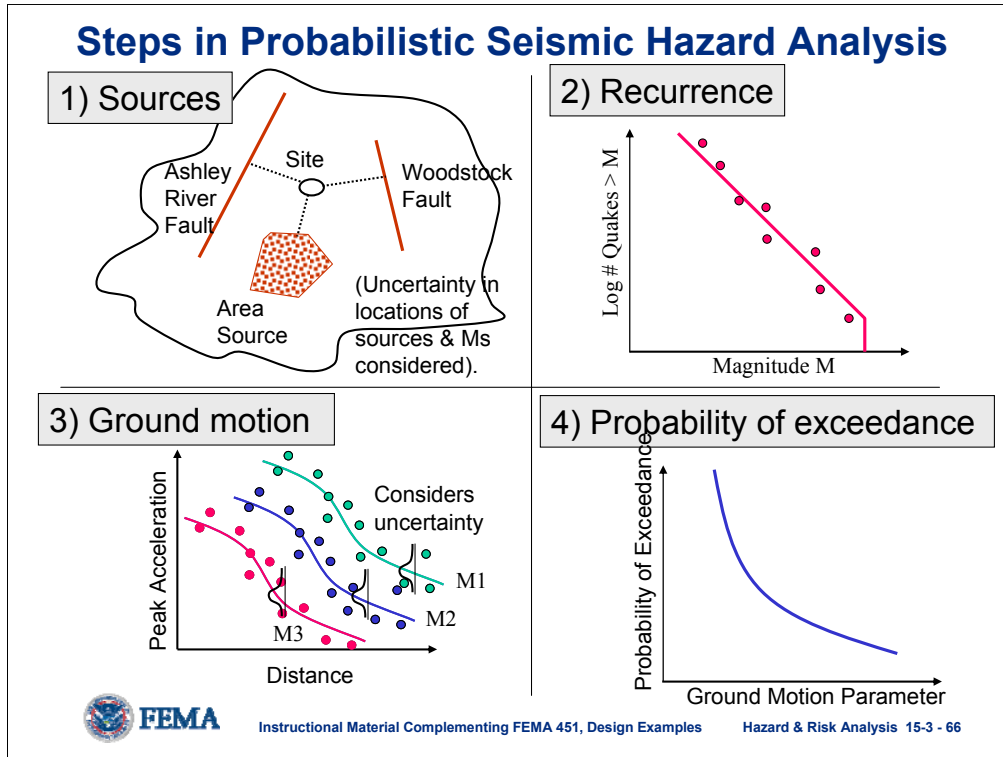 Steps in Probabilistic Seismic Hazard Analysis
1) Sources
Ashley
River
Fault
Site
Woodstock
Fault
Area
Source
(Uncertainty in
locations of
sources & Ms
considered).
2) Recurrence
Log # Quakes > M
Magnitude M
3) Ground motion
Peak Acceleration
Considers
uncertainty
M1
M2
M3
Distance
4) Probability of exceedance
Probability of Exceedance
Ground Motion Parameter
FEMA
Instructional Material Complementing FEMA 451, Design Examples
Hazard & Risk Analysis 15-3 - 66